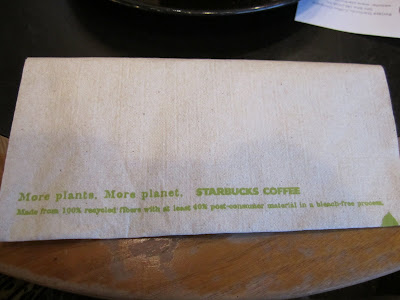 More plants. More planet. STARBUCKS COFFEE
Made from 100% recycled fibers with at least 40% post-consumer material in a bleach-free process.